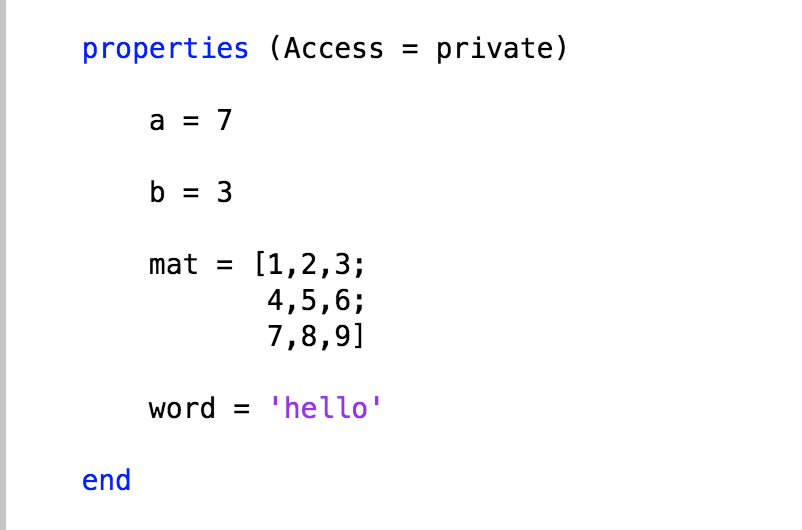 properties (Access = private)
a = 7
b = 3
mat = [1,2,3;
4,5,6;
7,8,9]
word = 'hello'
end